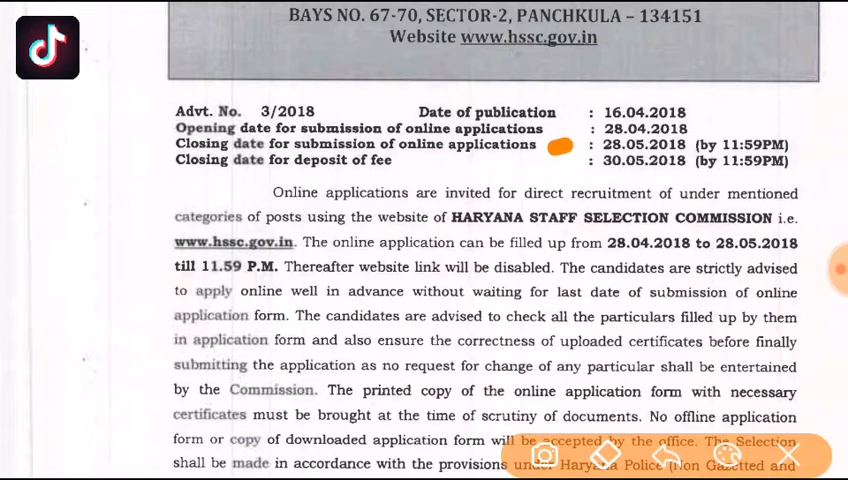 BAYS NO. 67-70, SECTOR-2, PANCHKULA – 134151
Website www.hssc.gov.in
Advt. No. 3/2018 Date of publication : 16.04.2018
Opening date for submission of online applications : 28.04.2018
Closing date for submission of online applications : 28.05.2018 (by 11:59PM)
Closing date for deposit of fee : 30.05.2018 (by 11:59PM)
Online applications are invited for direct recruitment of under mentioned
categories of posts using the website of HARYANA STAFF SELECTION COMMISSION i.e.
www.hssc.gov.in. The online application can be filled up from 28.04.2018 to 28.05.2018
till 11.59 P.M. Thereafter website link will be disabled. The candidates are strictly advised
to apply online well in advance without waiting for last date of submission of online
application form. The candidates are advised to check all the particulars filled up by them
in application form and also ensure the correctness of uploaded certificates before finally
submitting the application as no request for change of any particular shall be entertained
by the Commission. The printed copy of the online application form with necessary
certificates must be brought at the time of scrutiny of documents. No offline application
form or copy of downloaded application form will be accepted by the office. The Selection
shall be made in accordance with the provisions under Haryana Police (Non Gazetted and